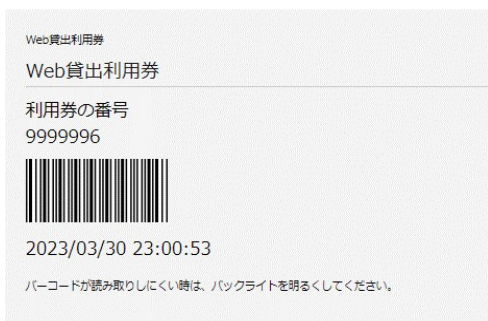 Web貸出利用券
Web貸出利用券
利用券の番号
9999996
2023/03/30 23:00:53
バーコードが読み取りしにくい時は、バックライトを明るくしてください。